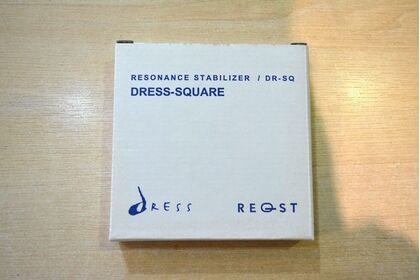 RESONANCE STABILIZER / DR-SQ
DRESS-SQUARE
dRESS REQST